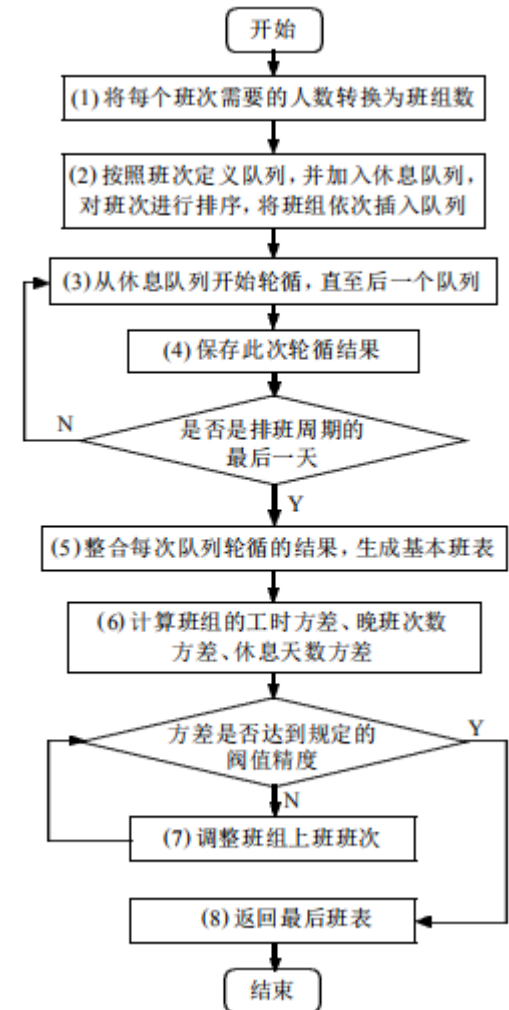 开始
(1)将每个班次需要的人数转换为班组数
(2)按照班次定义队列,并加入休息队列,
对班次进行排序,将班组依次插入队列
(3)从休息队列开始轮循,直至后一个队列
(4)保存此次轮循结果
N
是否是排班周期的
最后一天
Y
(5)整合每次队列轮循的结果,生成基本班表
(6)计算班组的工时方差、晚班次数
方差、休息天数方差
方差是否达到规定的
阀值精度
Y
N
(7)调整班组上班班次
(8)返回最后班表
结束